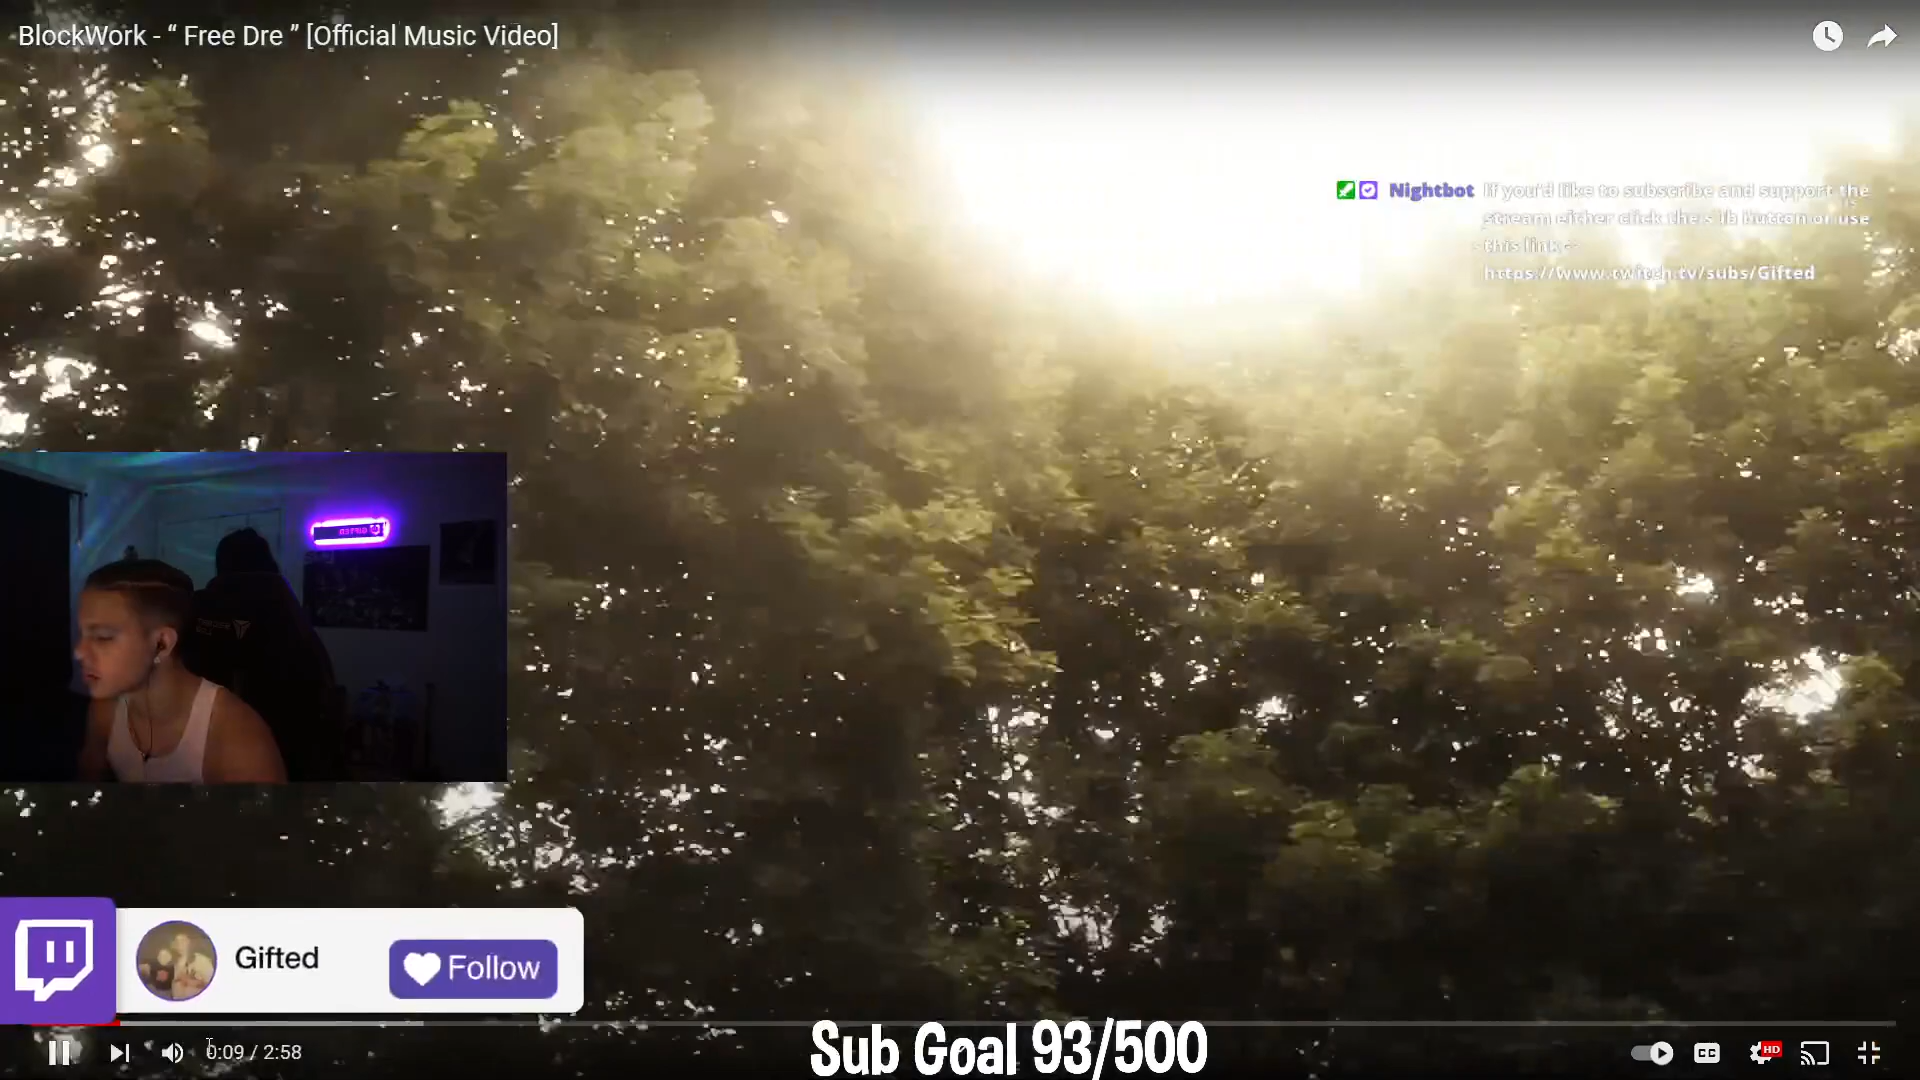 BlockWork - “ Free Dre ” [Official Music Video]
Nightbot If you'd like to subscribe and support the
stream either click the sub button or use
this link -
https://www.twitch.tv/subs/Gifted
Gifted
Follow
0:09 / 2:58
Sub Goal 93/500
CC
HD